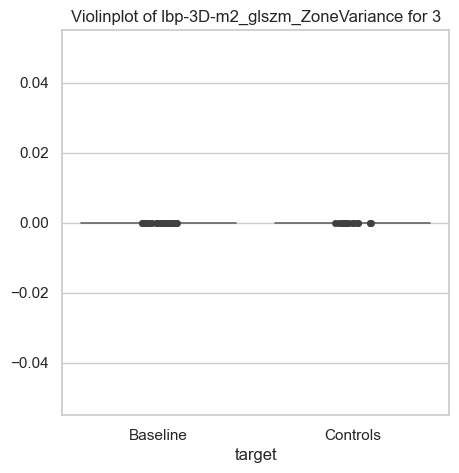 Violinplot of lbp-3D-m2_glszm_ZoneVariance for 3
0.04
0.02
0.00
−0.02
−0.04
Baseline
Controls
target